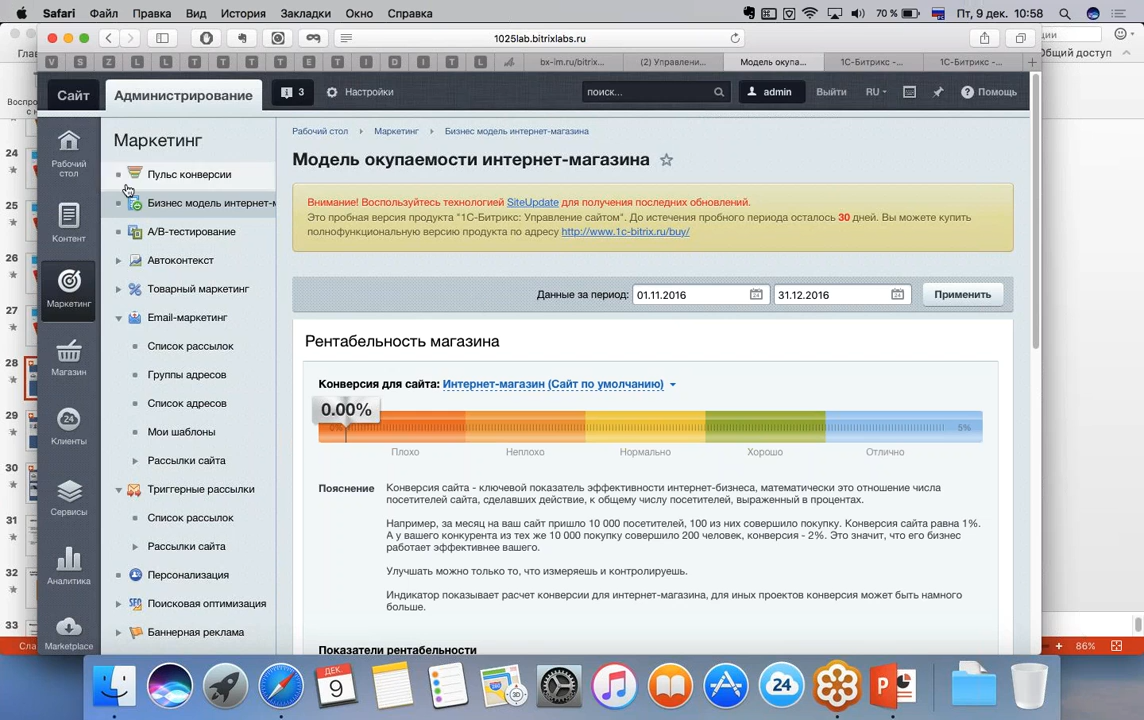 Safari Файл Правка Вид История Закладки Окно Справка
70 % Пт, 9 дек. 10:58
1025lab.bitrixlabs.ru
Общий доступ
V S Z L L T T T T E T I D I T L bx-im.ru/bitrix... (2) Управлени... Модель окупа... 1С-Битрикс -... 1С-Битрикс -...
Сайт Администрирование 3 Настройки поиск... admin Выйти RU Помощь
Рабочий стол
Контент
Маркетинг
Магазин
24
Клиенты
Сервисы
Аналитика
Marketplace
Маркетинг
Пульс конверсии
Бизнес модель интернет-м
A/B-тестирование
Автоконтекст
Товарный маркетинг
Email-маркетинг
Список рассылок
Группы адресов
Список адресов
Мои шаблоны
Рассылки сайта
Триггерные рассылки
Список рассылок
Рассылки сайта
Персонализация
Поисковая оптимизация
Баннерная реклама
Рабочий стол Маркетинг Бизнес модель интернет-магазина
Модель окупаемости интернет-магазина
Внимание! Воспользуйтесь технологией SiteUpdate для получения последних обновлений.
Это пробная версия продукта "1С-Битрикс: Управление сайтом". До истечения пробного периода осталось 30 дней. Вы можете купить
полнофункциональную версию продукта по адресу http://www.1c-bitrix.ru/buy/
Данные за период: 01.11.2016 31.12.2016 Применить
Рентабельность магазина
Конверсия для сайта: Интернет-магазин (Сайт по умолчанию)
0.00%
0% 5%
Плохо Неплохо Нормально Хорошо Отлично
Пояснение Конверсия сайта - ключевой показатель эффективности интернет-бизнеса, математически это отношение числа
посетителей сайта, сделавших действие, к общему числу посетителей, выраженный в процентах.
Например, за месяц на ваш сайт пришло 10 000 посетителей, 100 из них совершило покупку. Конверсия сайта равна 1%.
А у вашего конкурента из тех же 10 000 покупку совершило 200 человек, конверсия - 2%. Это значит, что его бизнес
работает эффективнее вашего.
Улучшать можно только то, что измеряешь и контролируешь.
Индикатор показывает расчет конверсии для интернет-магазина, для иных проектов конверсия может быть намного
больше.
Показатели рентабельности
24
25
26
27
28
29
30
31
32
33
86%
ДЕК.
9
3D
24